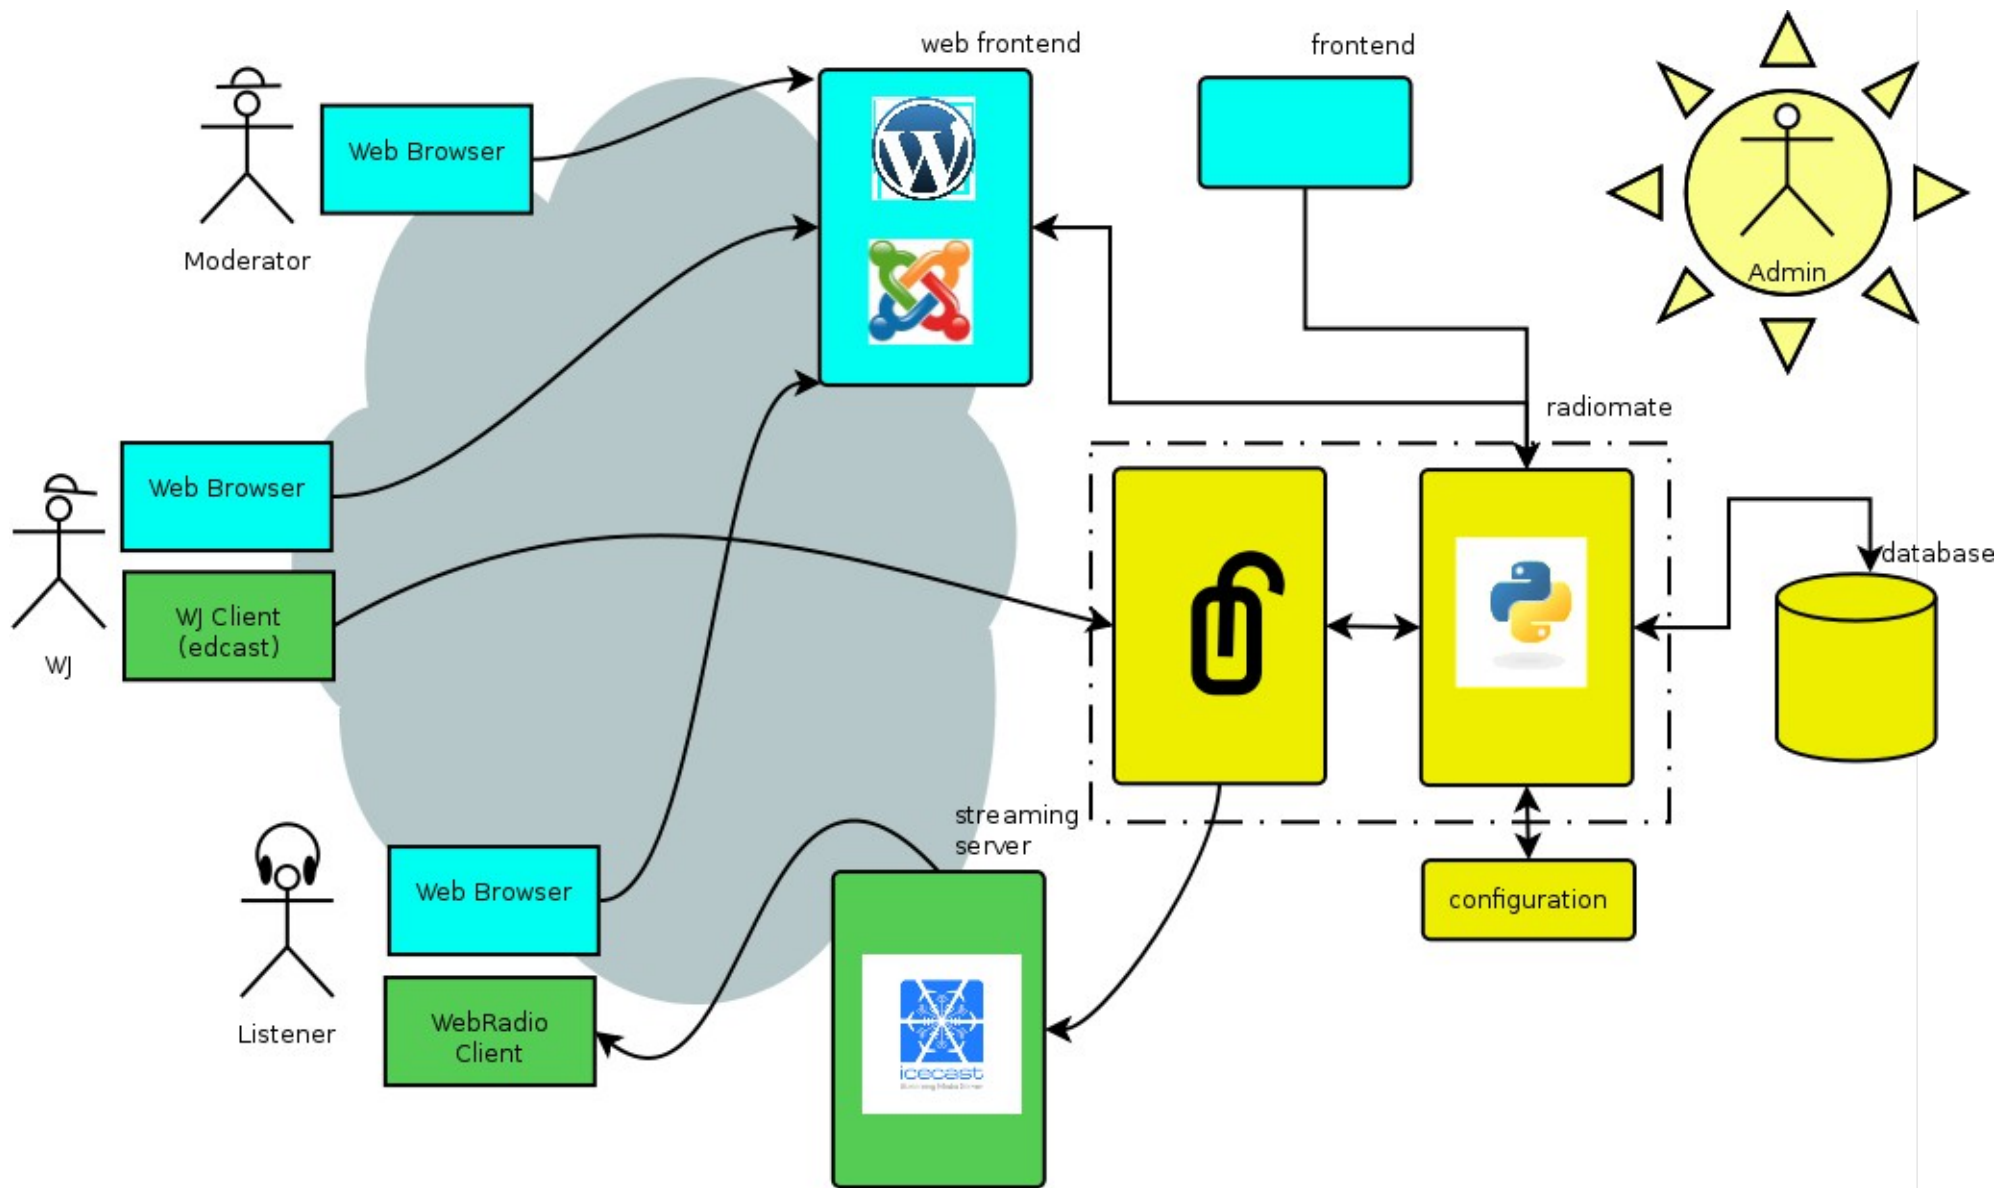 web frontend
frontend
Web Browser
Moderator
Admin
radiomate
Web Browser
WJ Client
(edcast)
WJ
database
streaming
server
Web Browser
configuration
WebRadio
Client
Listener
icecast